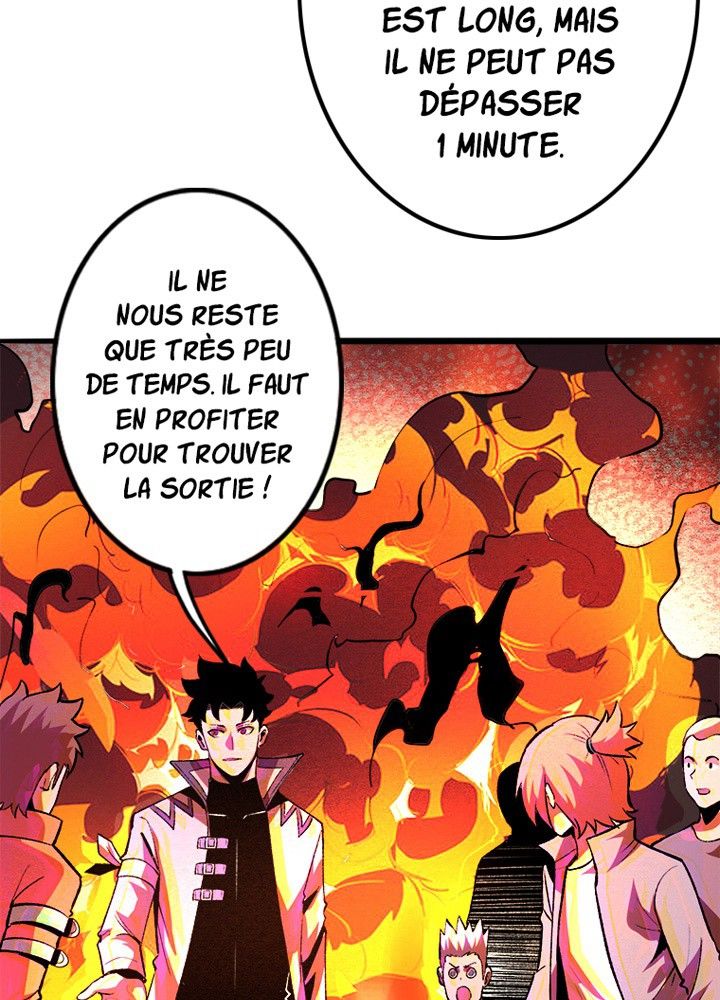 EST LONG, MAIS
IL NE PEUT PAS
DÉPASSER
1 MINUTE.
IL NE
NOUS RESTE
QUE TRÈS PEU
DE TEMPS. IL FAUT
EN PROFITER
POUR TROUVER
LA SORTIE !